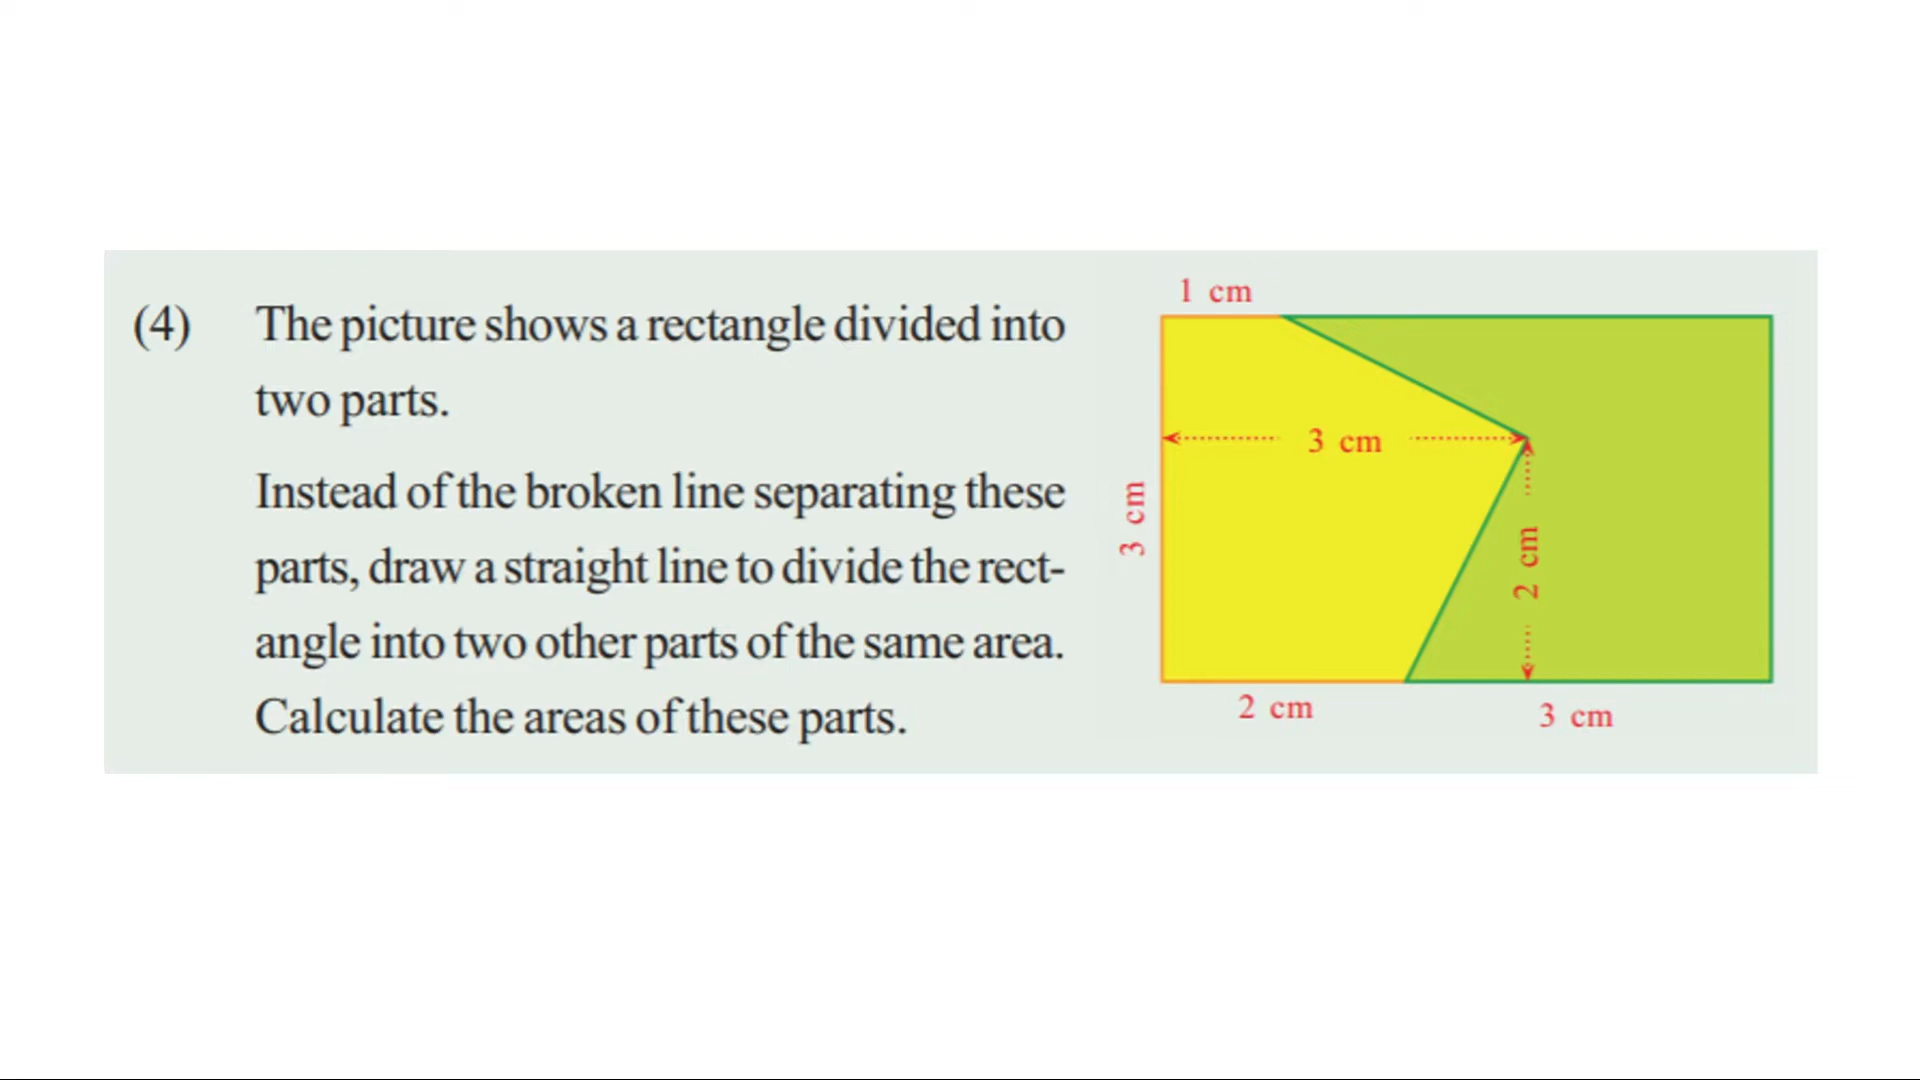 (4) The picture shows a rectangle divided into
two parts.
Instead of the broken line separating these
parts, draw a straight line to divide the rect-
angle into two other parts of the same area.
Calculate the areas of these parts.
1 cm
3 cm
3 cm
2 cm
2 cm
3 cm